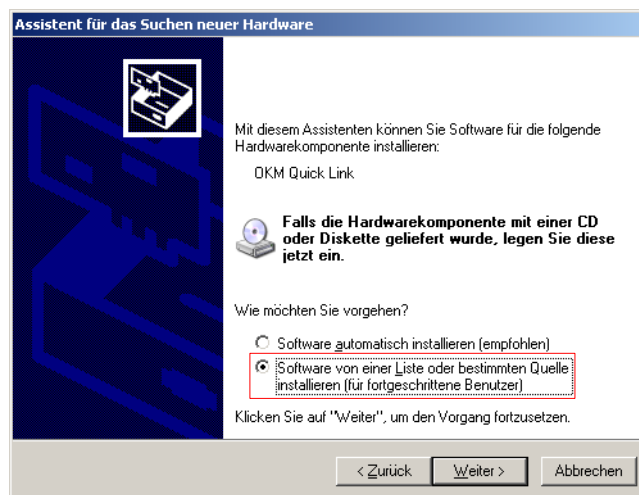 Assistent für das Suchen neuer Hardware
Mit diesem Assistenten können Sie Software für die folgende
Hardwarekomponente installieren:
OKM Quick Link
Falls die Hardwarekomponente mit einer CD
oder Diskette geliefert wurde, legen Sie diese
jetzt ein.
Wie möchten Sie vorgehen?
Software automatisch installieren (empfohlen)
Software von einer Liste oder bestimmten Quelle
installieren (für fortgeschrittene Benutzer)
Klicken Sie auf "Weiter", um den Vorgang fortzusetzen.
< Zurück Weiter > Abbrechen